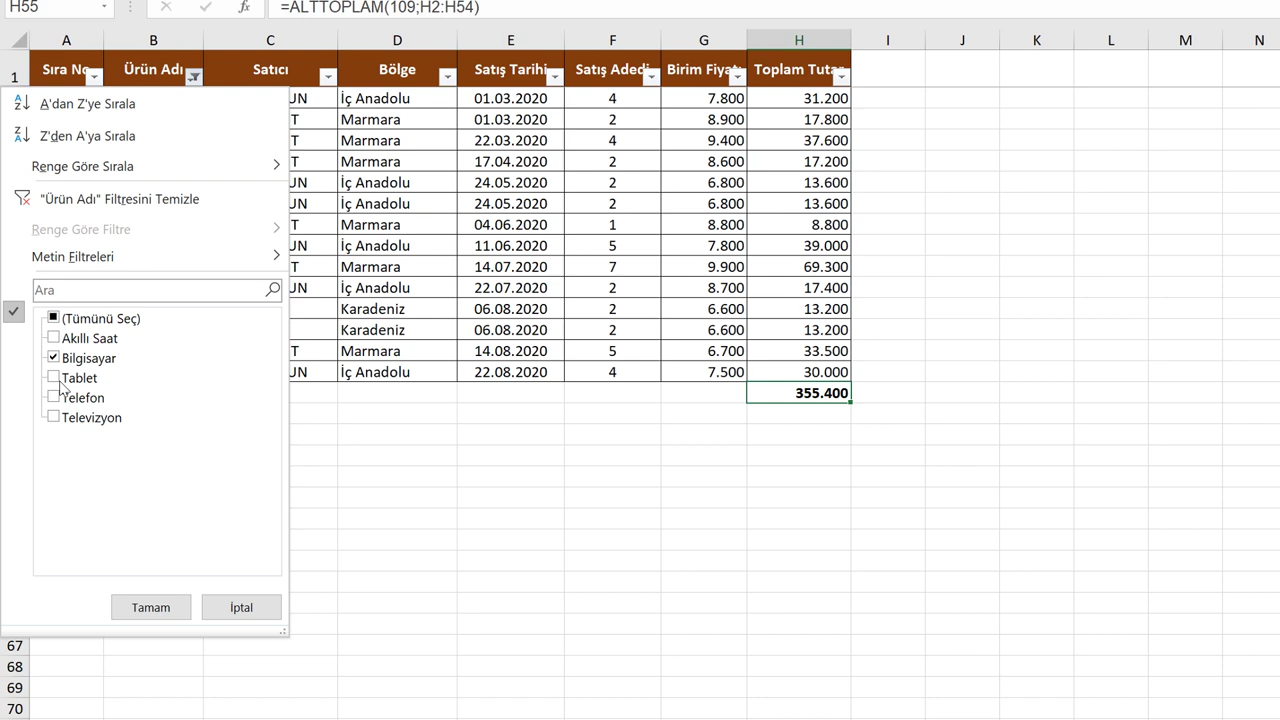 H55 =ALTTOPLAM(109;H2:H54)
A B C D E F G H I J K L M N
1 Sıra No Ürün Adı Satıcı Bölge Satış Tarihi Satış Adedi Birim Fiyatı Toplam Tutar
UN İç Anadolu 01.03.2020 4 7.800 31.200
T Marmara 01.03.2020 2 8.900 17.800
T Marmara 22.03.2020 4 9.400 37.600
T Marmara 17.04.2020 2 8.600 17.200
UN İç Anadolu 24.05.2020 2 6.800 13.600
UN İç Anadolu 24.05.2020 2 6.800 13.600
T Marmara 04.06.2020 1 8.800 8.800
UN İç Anadolu 11.06.2020 5 7.800 39.000
T Marmara 14.07.2020 7 9.900 69.300
UN İç Anadolu 22.07.2020 2 8.700 17.400
Karadeniz 06.08.2020 2 6.600 13.200
Karadeniz 06.08.2020 2 6.600 13.200
T Marmara 14.08.2020 5 6.700 33.500
UN İç Anadolu 22.08.2020 4 7.500 30.000
355.400
A'dan Z'ye Sırala
Z'den A'ya Sırala
Renge Göre Sırala
"Ürün Adı" Filtresini Temizle
Renge Göre Filtre
Metin Filtreleri
Ara
(Tümünü Seç)
Akıllı Saat
Bilgisayar
Tablet
Telefon
Televizyon
Tamam İptal
67
68
69
70